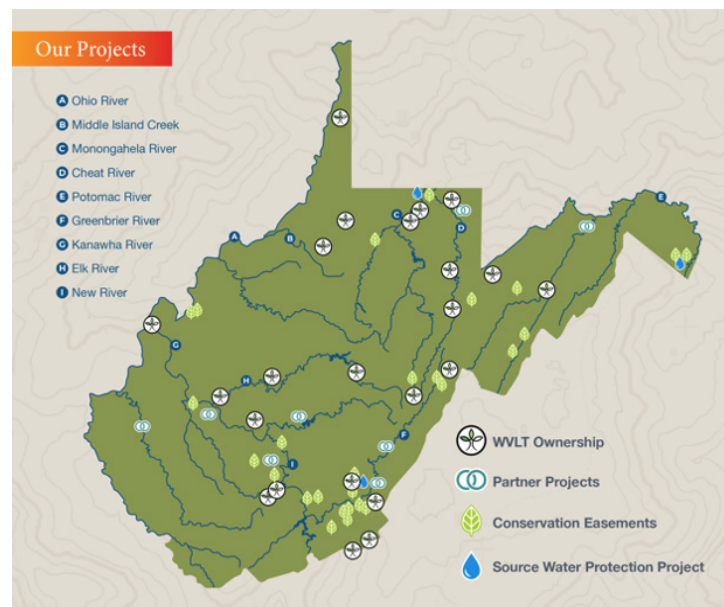 Our Projects
A Ohio River
B Middle Island Creek
C Monongahela River
D Cheat River
E Potomac River
F Greenbrier River
G Kanawha River
H Elk River
I New River
E
C
D
A
B
G
H
F
I
WVLT Ownership
Partner Projects
Conservation Easements
Source Water Protection Project